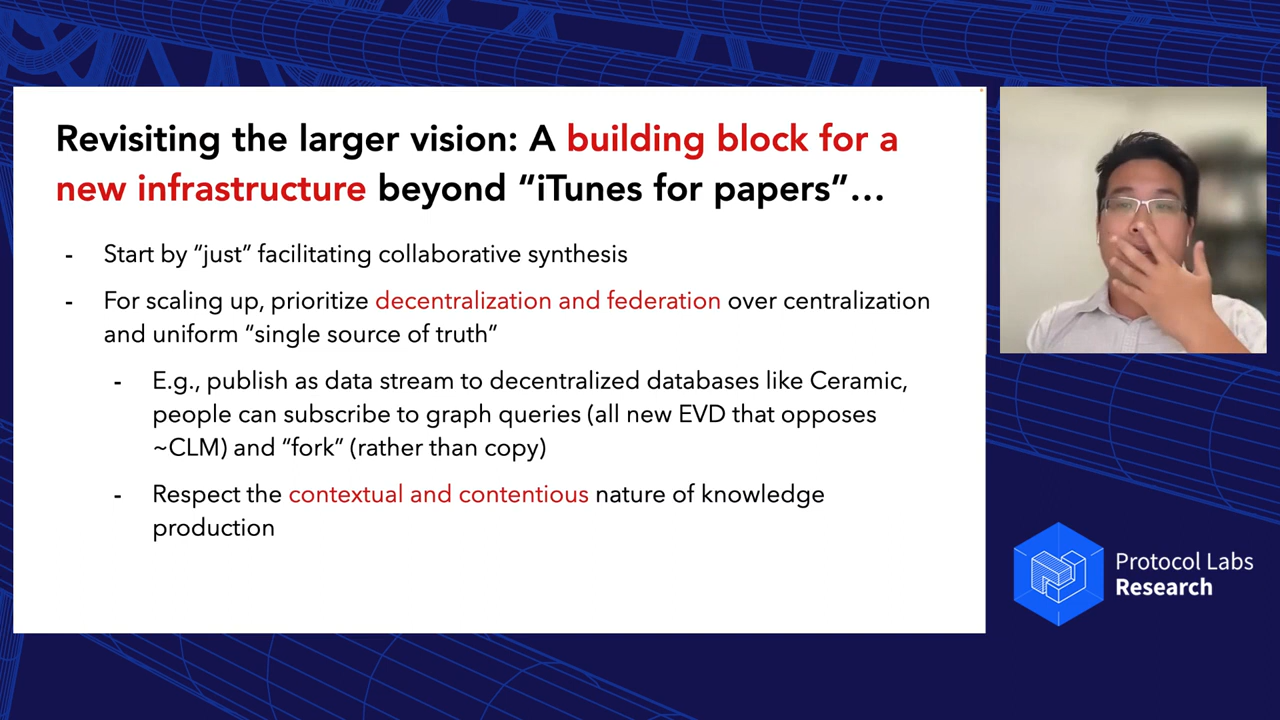 Revisiting the larger vision: A building block for a
new infrastructure beyond “iTunes for papers”…
- Start by “just” facilitating collaborative synthesis
- For scaling up, prioritize decentralization and federation over centralization
and uniform “single source of truth”
- E.g., publish as data stream to decentralized databases like Ceramic,
people can subscribe to graph queries (all new EVD that opposes
~CLM) and “fork” (rather than copy)
- Respect the contextual and contentious nature of knowledge
production
Protocol Labs
Research